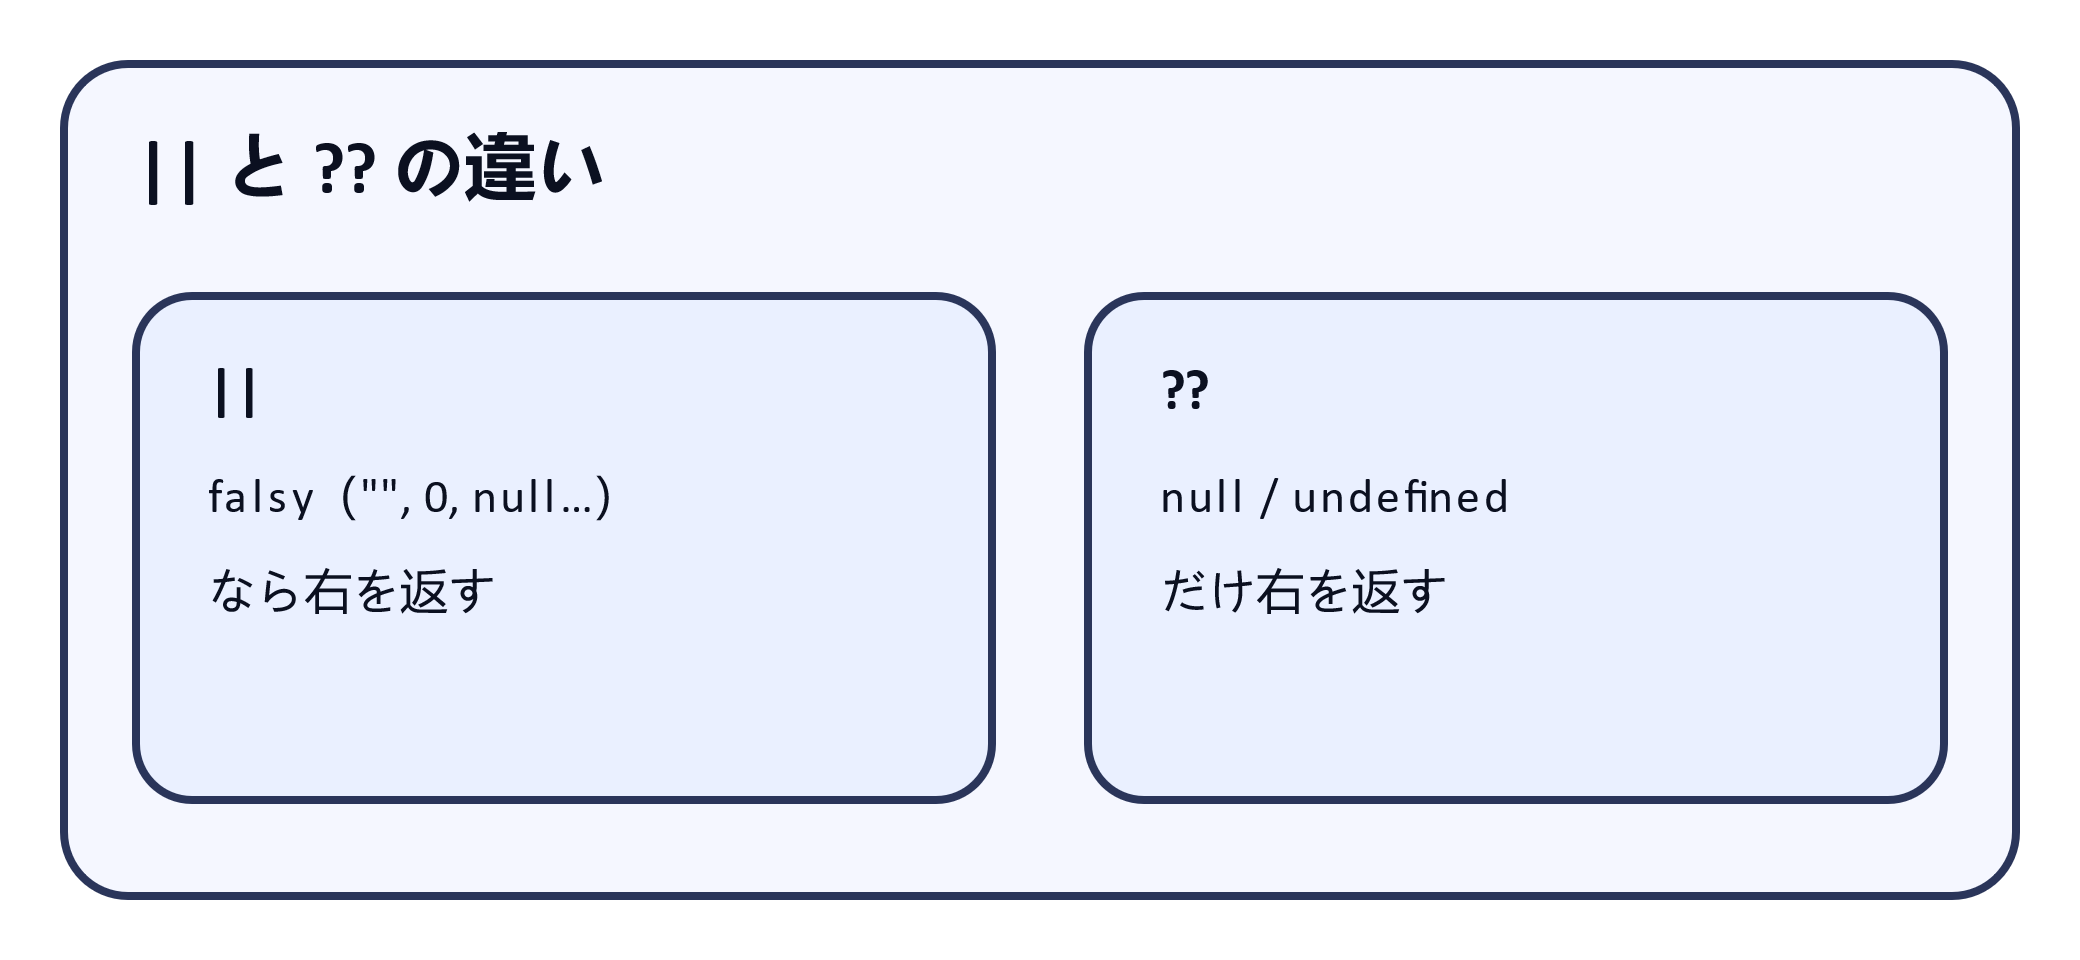 || と ?? の違い
||
falsy ("", 0, null…)
なら右を返す
??
null / undefined
だけ右を返す